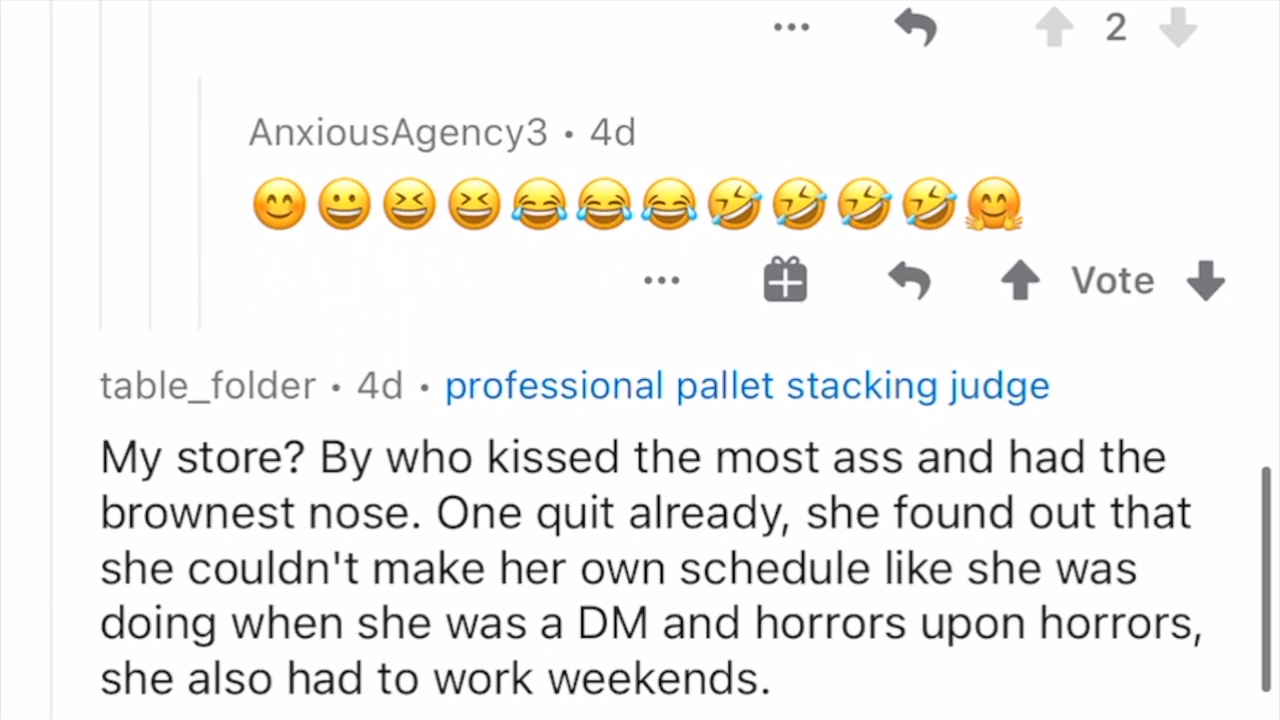 2
AnxiousAgency3 • 4d
😊😀😆😆😂😂😂🤣🤣🤣🤣🤗
Vote
table_folder • 4d • professional pallet stacking judge
My store? By who kissed the most ass and had the
brownest nose. One quit already, she found out that
she couldn't make her own schedule like she was
doing when she was a DM and horrors upon horrors,
she also had to work weekends.